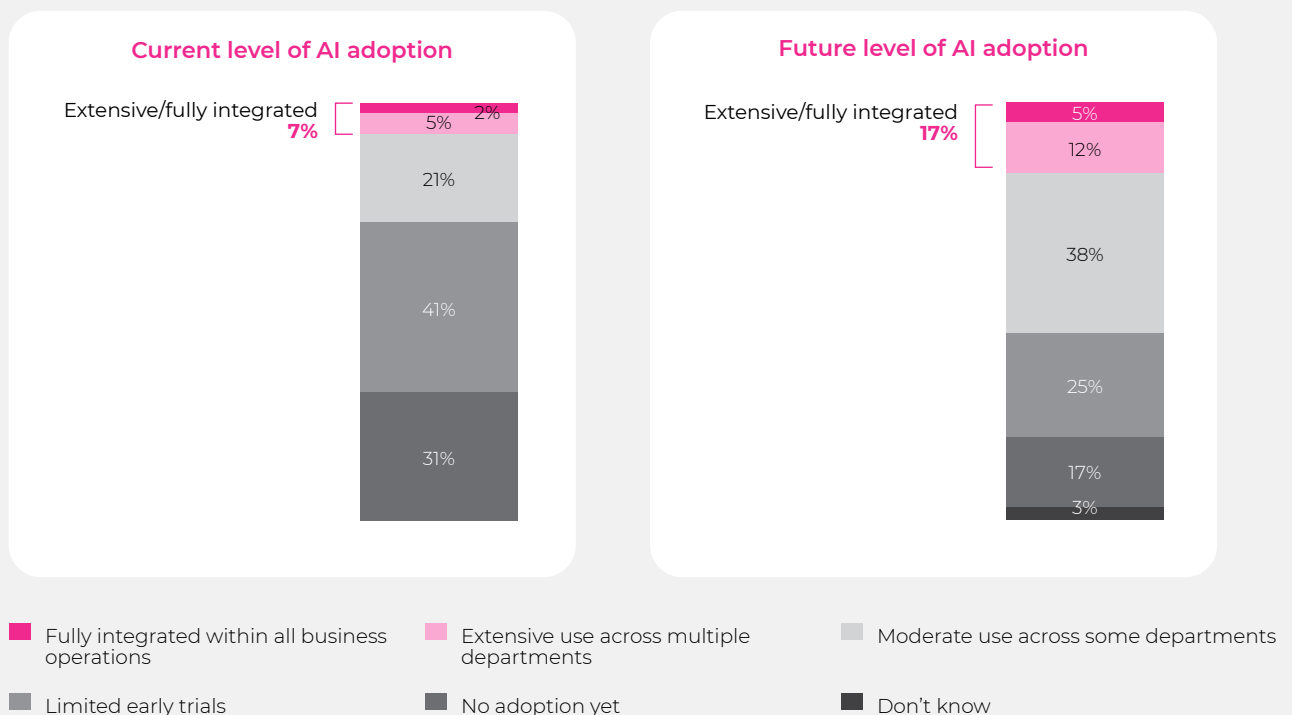 Current level of AI adoption
Extensive/fully integrated
7%
2%
5%
21%
41%
31%
Future level of AI adoption
Extensive/fully integrated
17%
5%
12%
38%
25%
17%
3%
Fully integrated within all business
operations
Extensive use across multiple
departments
Moderate use across some departments
Limited early trials
No adoption yet
Don’t know